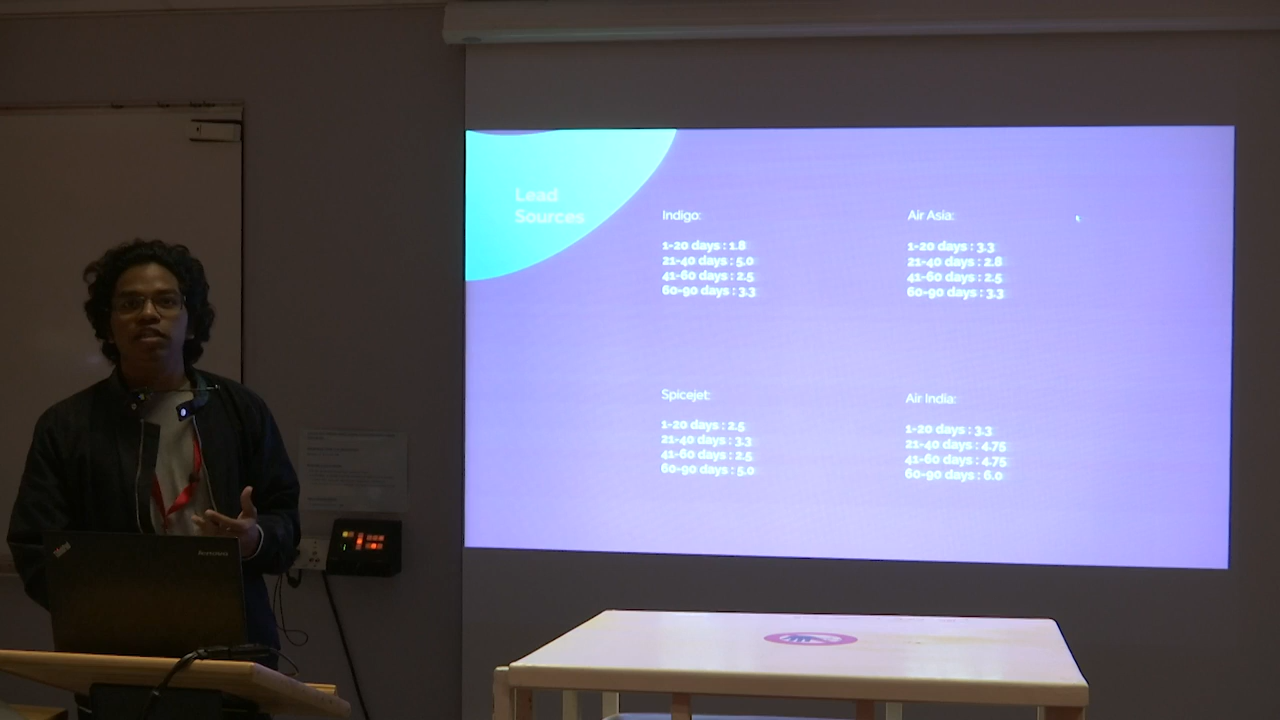 Lead
Sources
Indigo:
1-20 days : 1.8
21-40 days : 5.0
41-60 days : 2.5
60-90 days : 3.3
Air Asia:
1-20 days : 3.3
21-40 days : 2.8
41-60 days : 2.5
60-90 days : 3.3
Spicejet:
1-20 days : 2.5
21-40 days : 3.3
41-60 days : 2.5
60-90 days : 5.0
Air India:
1-20 days : 3.3
21-40 days : 4.75
41-60 days : 4.75
60-90 days : 6.0